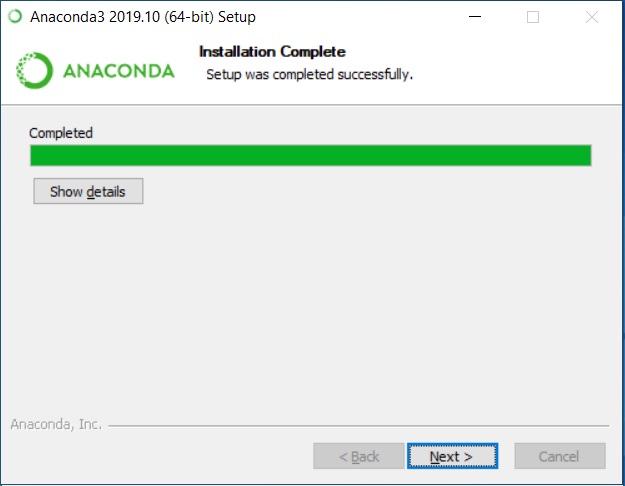 Anaconda3 2019.10 (64-bit) Setup
ANACONDA
Installation Complete
Setup was completed successfully.
Completed
Show details
Anaconda, Inc.
< Back
Next >
Cancel